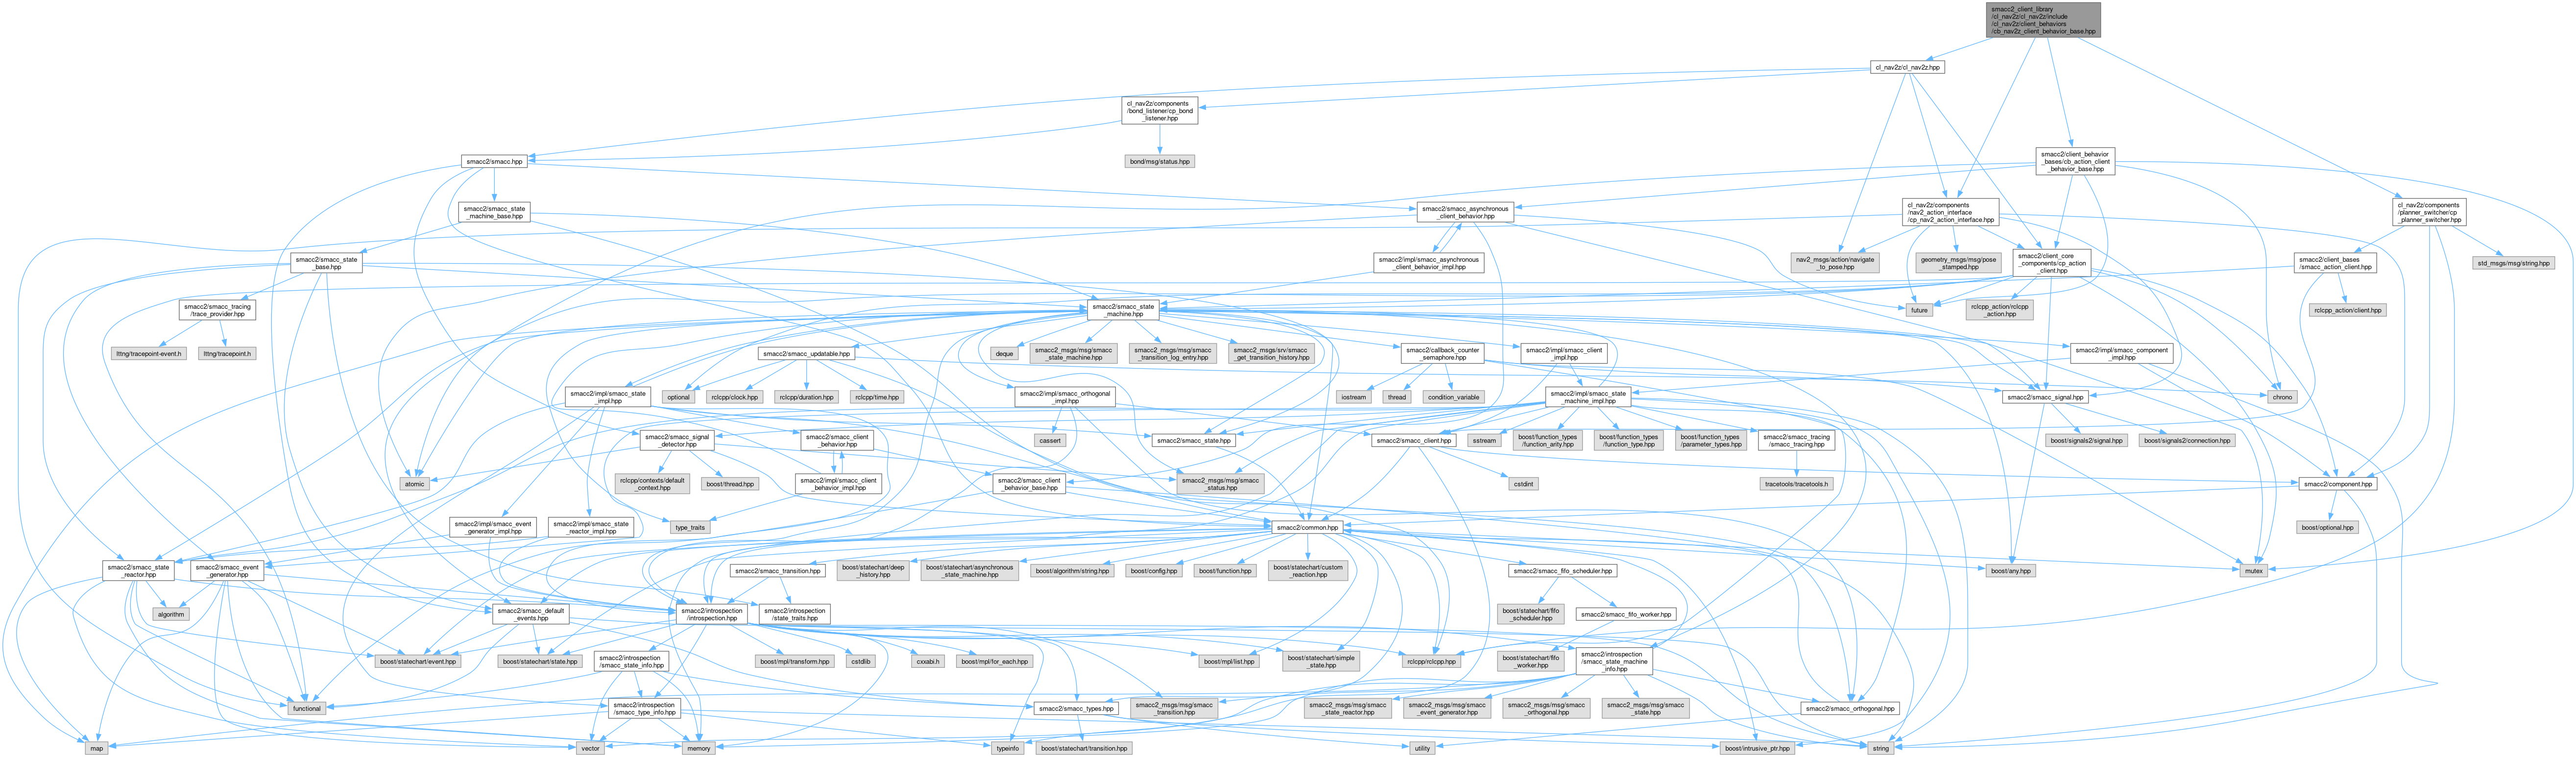 smacc2_client_library
/cl_nav2z/cl_nav2z/include
/cl_nav2z/client_behaviors
/cb_nav2z_client_behavior_base.hpp
cl_nav2z/cl_nav2z.hpp
cl_nav2z/components
/bond_listener/cp_bond
_listener.hpp
smacc2/smacc.hpp
bond/msg/status.hpp
smacc2/client_behavior
_bases/cb_action_client
_behavior_base.hpp
smacc2/smacc_state
_machine_base.hpp
smacc2/smacc_asynchronous
_client_behavior.hpp
cl_nav2z/components
/nav2_action_interface
/cp_nav2_action_interface.hpp
cl_nav2z/components
/planner_switcher/cp
_planner_switcher.hpp
smacc2/smacc_state
_base.hpp
smacc2/impl/smacc_asynchronous
_client_behavior_impl.hpp
nav2_msgs/action/navigate
_to_pose.hpp
geometry_msgs/msg/pose
_stamped.hpp
smacc2/client_core
_components/cp_action
_client.hpp
smacc2/client_bases
/smacc_action_client.hpp
std_msgs/msg/string.hpp
smacc2/smacc_tracing
/trace_provider.hpp
smacc2/smacc_state
_machine.hpp
future
rclcpp_action/rclcpp
_action.hpp
rclcpp_action/client.hpp
lttng/tracepoint-event.h
lttng/tracepoint.h
smacc2/smacc_updatable.hpp
deque
smacc2_msgs/msg/smacc
_state_machine.hpp
smacc2_msgs/msg/smacc
_transition_log_entry.hpp
smacc2_msgs/srv/smacc
_get_transition_history.hpp
smacc2/callback_counter
_semaphore.hpp
smacc2/impl/smacc_client
_impl.hpp
smacc2/impl/smacc_component
_impl.hpp
smacc2/impl/smacc_state
_impl.hpp
optional
rclcpp/clock.hpp
rclcpp/duration.hpp
rclcpp/time.hpp
smacc2/impl/smacc_orthogonal
_impl.hpp
iostream
thread
condition_variable
smacc2/impl/smacc_state
_machine_impl.hpp
smacc2/smacc_signal.hpp
chrono
smacc2/smacc_signal
_detector.hpp
smacc2/smacc_client
_behavior.hpp
cassert
smacc2/smacc_state.hpp
smacc2/smacc_client.hpp
sstream
boost/function_types
/function_arity.hpp
boost/function_types
/function_type.hpp
boost/function_types
/parameter_types.hpp
smacc2/smacc_tracing
/smacc_tracing.hpp
boost/signals2/signal.hpp
boost/signals2/connection.hpp
atomic
rclcpp/contexts/default
_context.hpp
boost/thread.hpp
smacc2/impl/smacc_client
_behavior_impl.hpp
smacc2/smacc_client
_behavior_base.hpp
smacc2_msgs/msg/smacc
_status.hpp
cstdint
tracetools/tracetools.h
smacc2/component.hpp
smacc2/impl/smacc_event
_generator_impl.hpp
smacc2/impl/smacc_state
_reactor_impl.hpp
type_traits
smacc2/common.hpp
boost/optional.hpp
smacc2/smacc_state
_reactor.hpp
smacc2/smacc_event
_generator.hpp
smacc2/smacc_transition.hpp
boost/statechart/deep
_history.hpp
boost/statechart/asynchronous
_state_machine.hpp
boost/algorithm/string.hpp
boost/config.hpp
boost/function.hpp
boost/statechart/custom
_reaction.hpp
smacc2/smacc_fifo_scheduler.hpp
boost/any.hpp
mutex
algorithm
smacc2/smacc_default
_events.hpp
smacc2/introspection
/introspection.hpp
smacc2/introspection
/state_traits.hpp
boost/statechart/fifo
_scheduler.hpp
smacc2/smacc_fifo_worker.hpp
boost/statechart/event.hpp
boost/statechart/state.hpp
smacc2/introspection
/smacc_state_info.hpp
boost/mpl/transform.hpp
cstdlib
cxxabi.h
boost/mpl/for_each.hpp
boost/mpl/list.hpp
boost/statechart/simple
_state.hpp
rclcpp/rclcpp.hpp
boost/statechart/fifo
_worker.hpp
smacc2/introspection
/smacc_state_machine
_info.hpp
functional
smacc2/introspection
/smacc_type_info.hpp
smacc2/smacc_types.hpp
smacc2_msgs/msg/smacc
_transition.hpp
smacc2_msgs/msg/smacc
_state_reactor.hpp
smacc2_msgs/msg/smacc
_event_generator.hpp
smacc2_msgs/msg/smacc
_orthogonal.hpp
smacc2_msgs/msg/smacc
_state.hpp
smacc2/smacc_orthogonal.hpp
map
vector
memory
typeinfo
boost/statechart/transition.hpp
utility
boost/intrusive_ptr.hpp
string